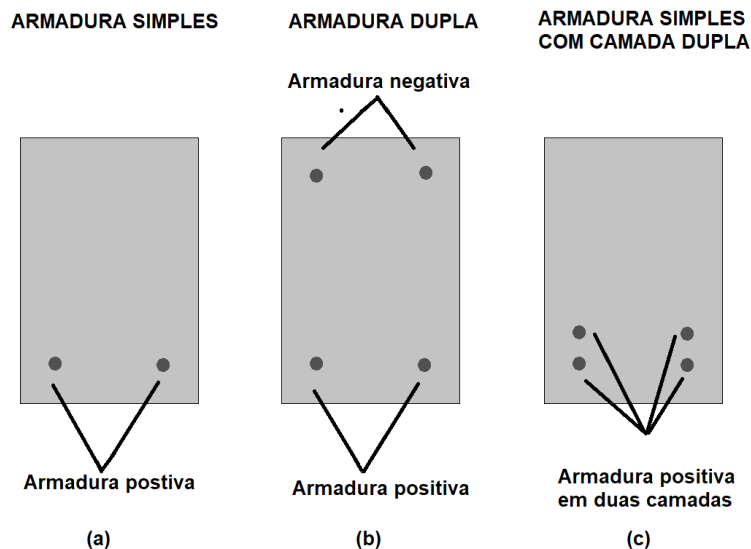 ARMADURA SIMPLES
ARMADURA DUPLA
ARMADURA SIMPLES
COM CAMADA DUPLA
Armadura negativa
Armadura postiva
Armadura positiva
Armadura positiva
em duas camadas
(a)
(b)
(c)